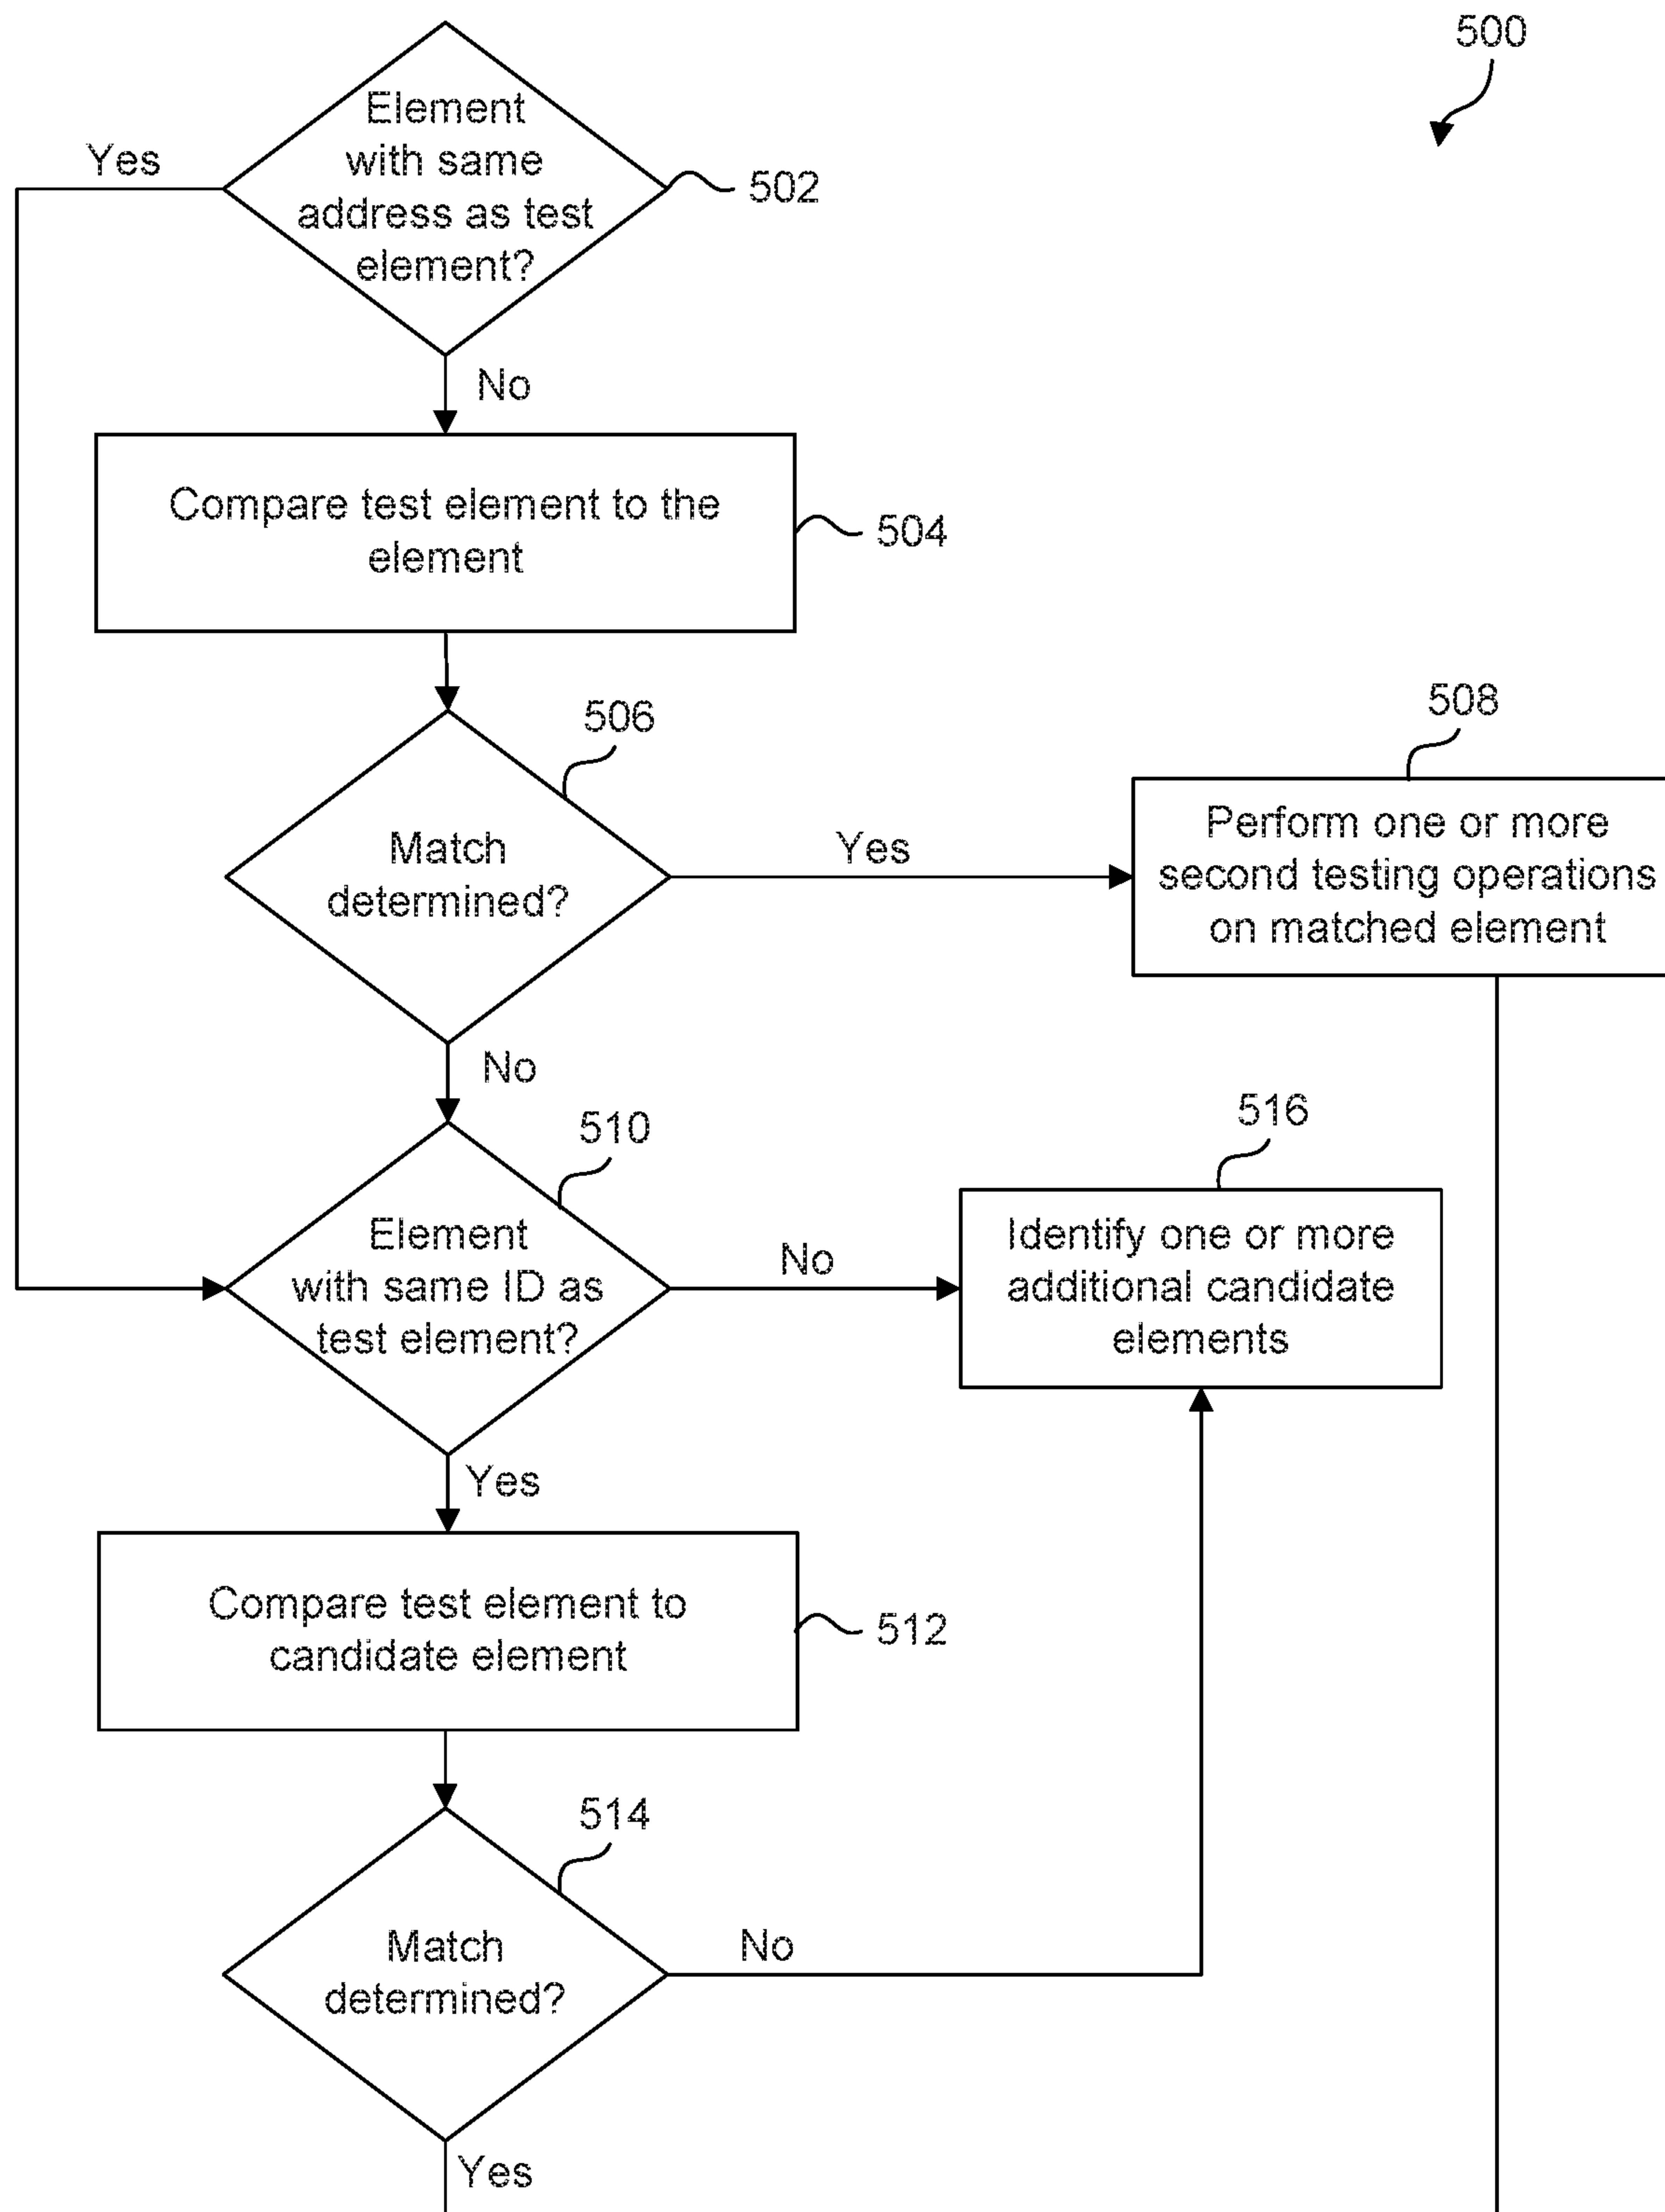 500
Element
with same
address as test
element?
Yes
502
No
Compare test element to the
element
504
506
Match
determined?
Yes
508
Perform one or more
second testing operations
on matched element
No
510
Element
with same ID as
test element?
No
516
Identify one or more
additional candidate
elements
Yes
Compare test element to
candidate element
512
514
Match
determined?
No
Yes